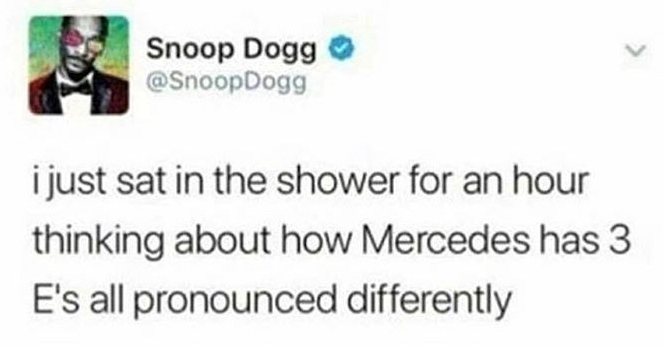 Snoop Dogg
@SnoopDogg
i just sat in the shower for an hour
thinking about how Mercedes has 3
E's all pronounced differently